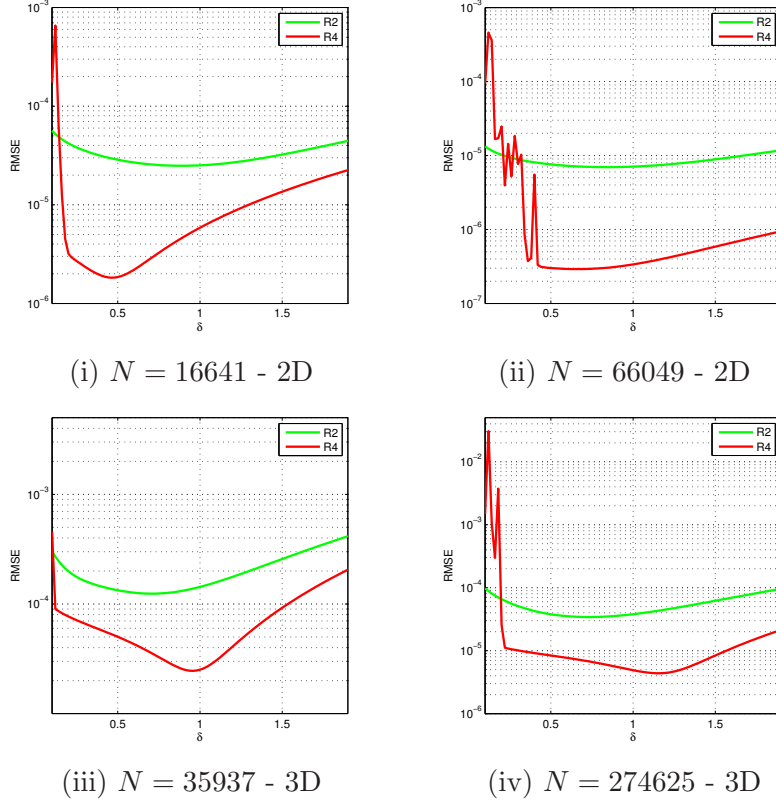 10−3
10−4
10−5
10−6
RMSE
0.5 1 1.5
δ
R2
R4
(i) N = 16641 - 2D
10−3
10−4
10−5
10−6
10−7
RMSE
0.5 1 1.5
δ
R2
R4
(ii) N = 66049 - 2D
10−3
10−4
RMSE
0.5 1 1.5
δ
R2
R4
(iii) N = 35937 - 3D
10−2
10−3
10−4
10−5
10−6
RMSE
0.5 1 1.5
δ
R2
R4
(iv) N = 274625 - 3D